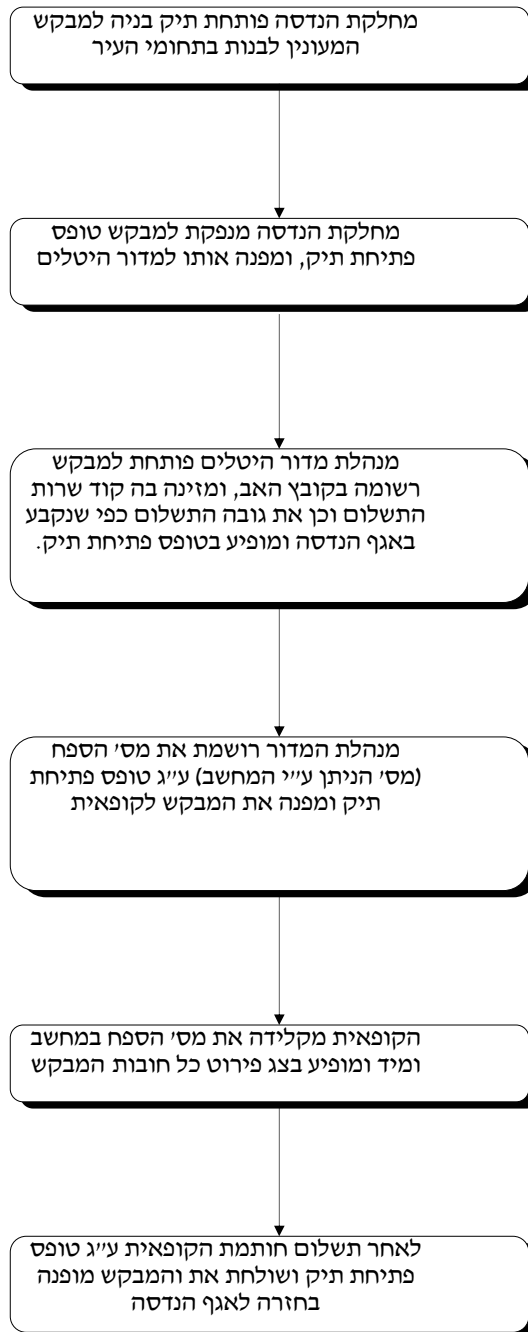 מחלקת הנדסה פותחת תיק בניה למבקש
המעונין לבנות בתחומי העיר
מחלקת הנדסה מנפקת למבקש טופס
פתיחת תיק, ומפנה אותו למדור היטלים
מנהלת מדור היטלים פותחת למבקש
רשומה בקובץ האב, ומזינה בה קוד שרות
התשלום וכן את גובה התשלום כפי שנקבע
באגף הנדסה ומופיע בטופס פתיחת תיק.
מנהלת המדור רושמת את מס׳ הספח
(מס׳ הניתן ע״י המחשב) ע״ג טופס פתיחת
תיק ומפנה את המבקש לקופאית
הקופאית מקלידה את מס׳ הספח במחשב
ומיד ומופיע בצג פירוט כל חובות המבקש
לאחר תשלום חותמת הקופאית ע״ג טופס
פתיחת תיק ושולחת את והמבקש מופנה
בחזרה לאגף הנדסה